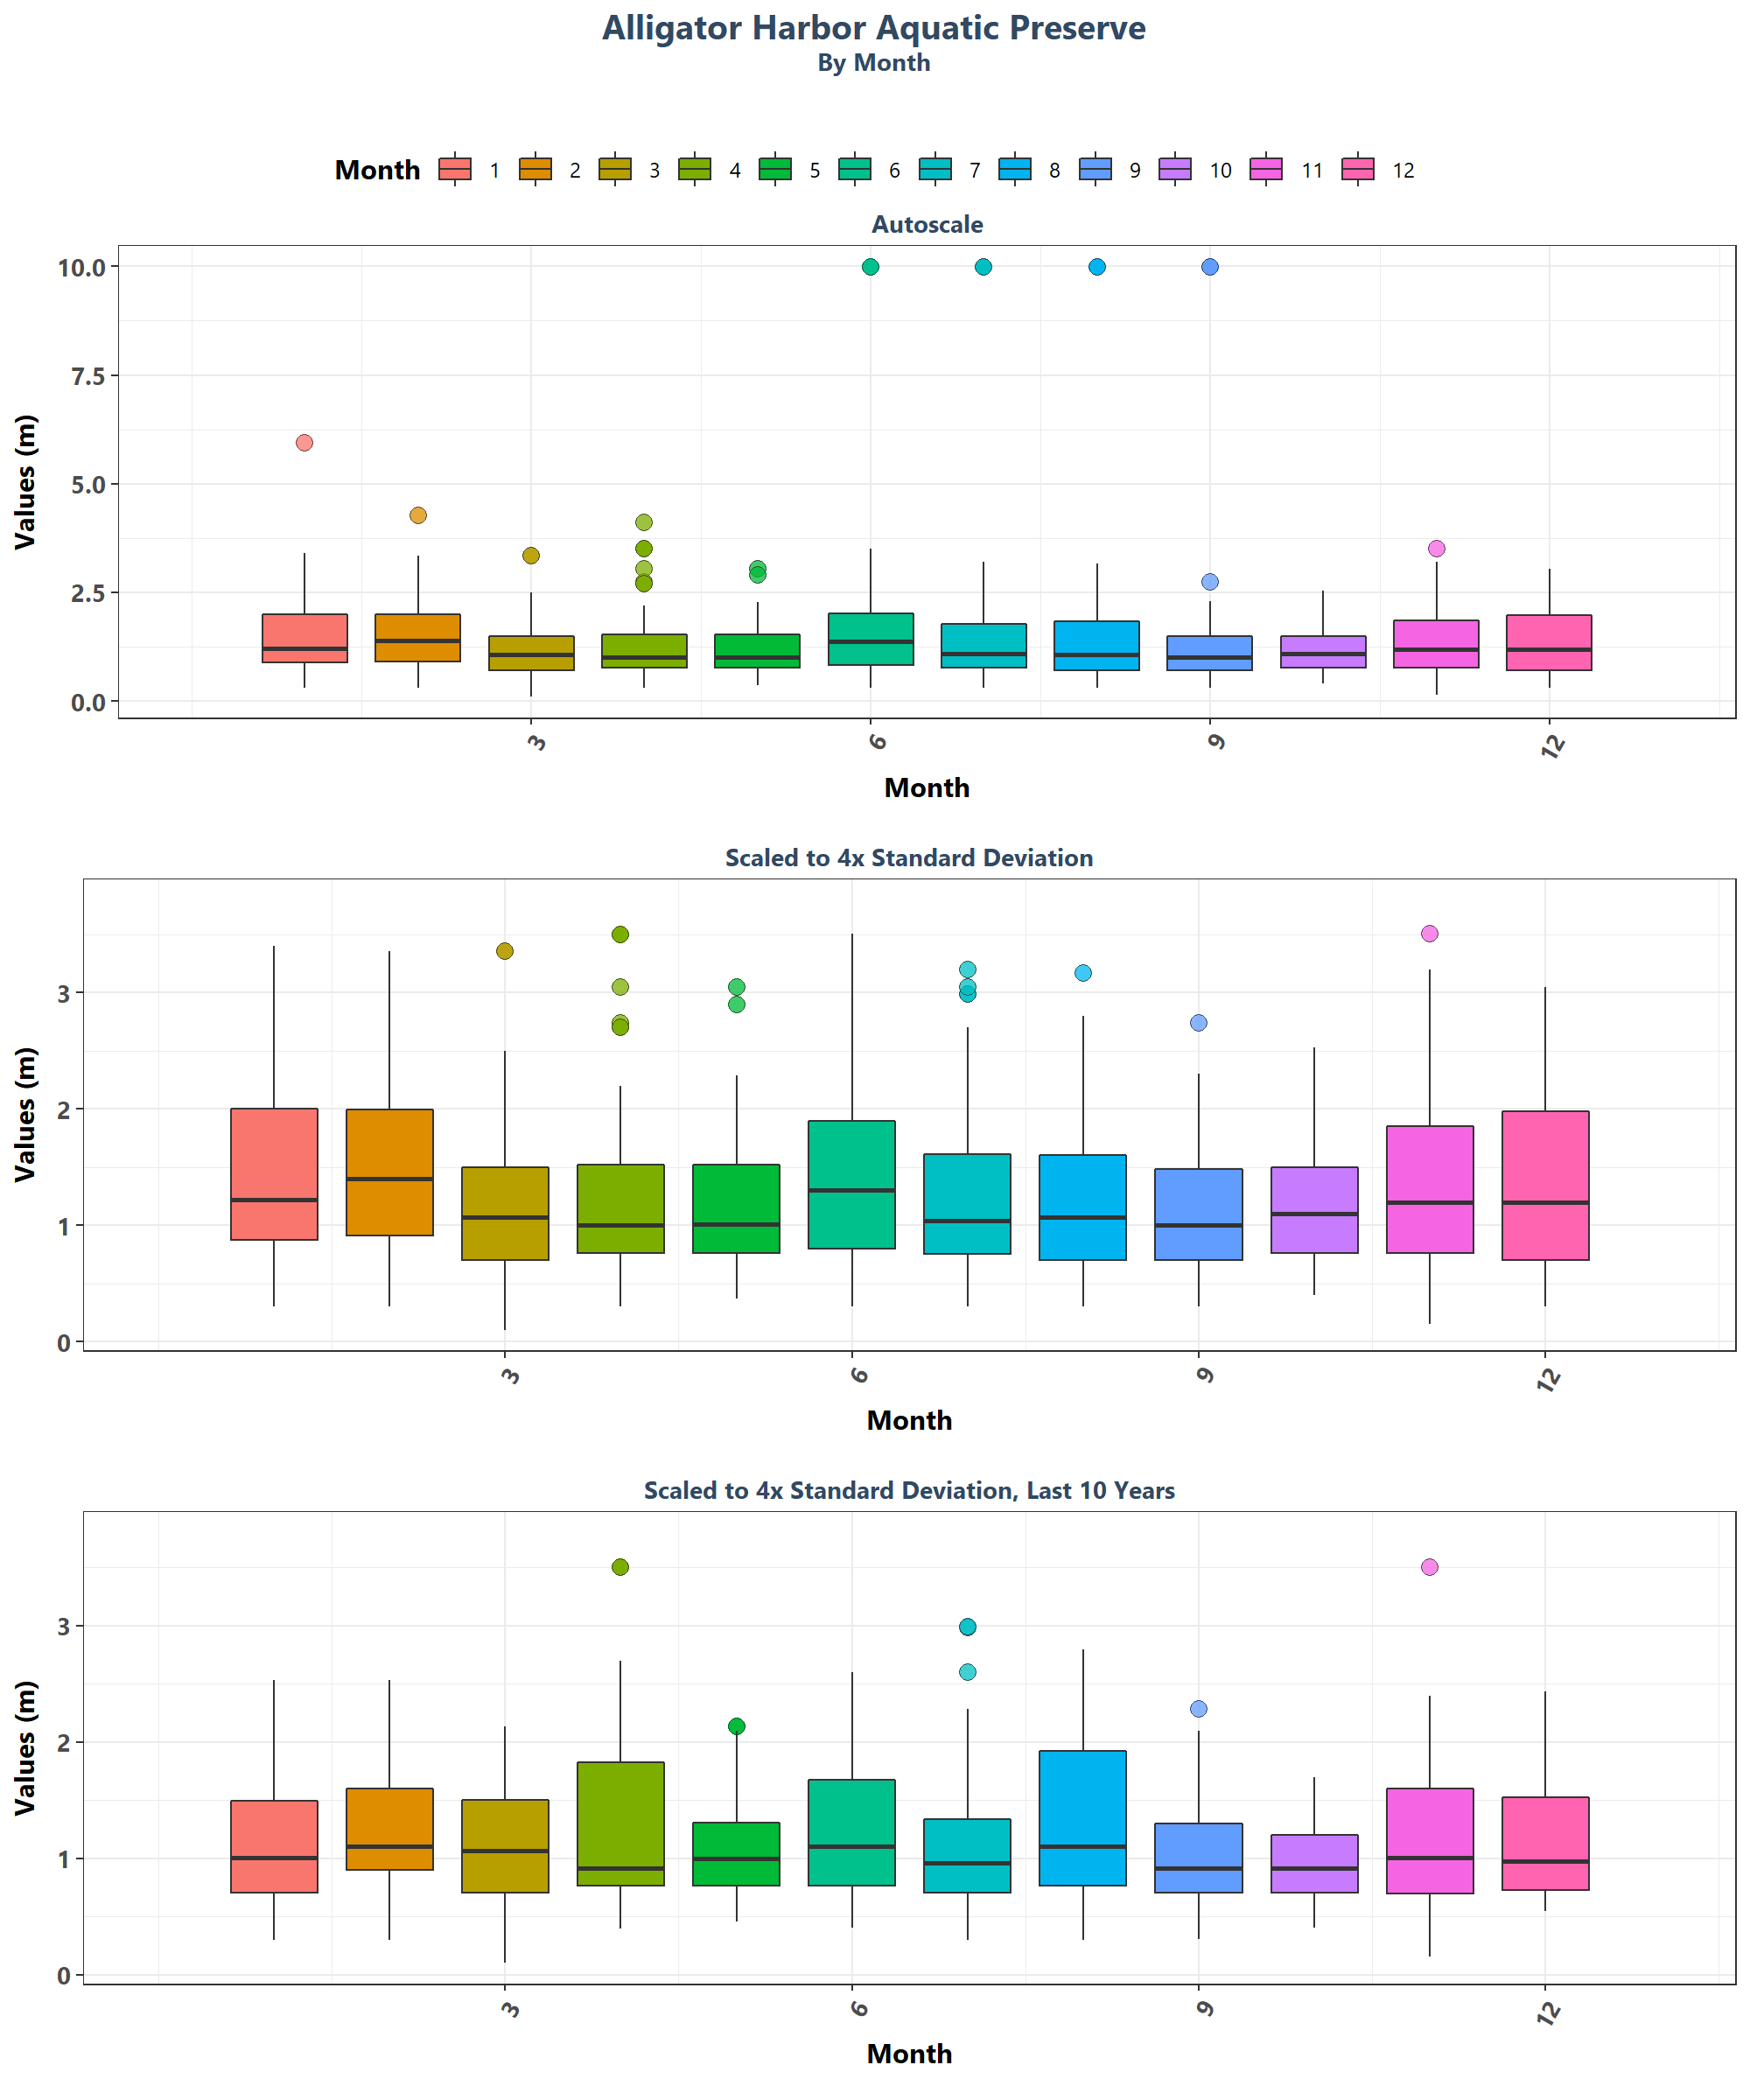 Alligator Harbor Aquatic Preserve
By Month
Month 1 2 3 4 5 6 7 8 9 10 11 12
Autoscale
Values (m)
10.0
7.5
5.0
2.5
0.0
3 6 9 12
Month
Scaled to 4x Standard Deviation
Values (m)
3
2
1
0
3 6 9 12
Month
Scaled to 4x Standard Deviation, Last 10 Years
Values (m)
3
2
1
0
3 6 9 12
Month